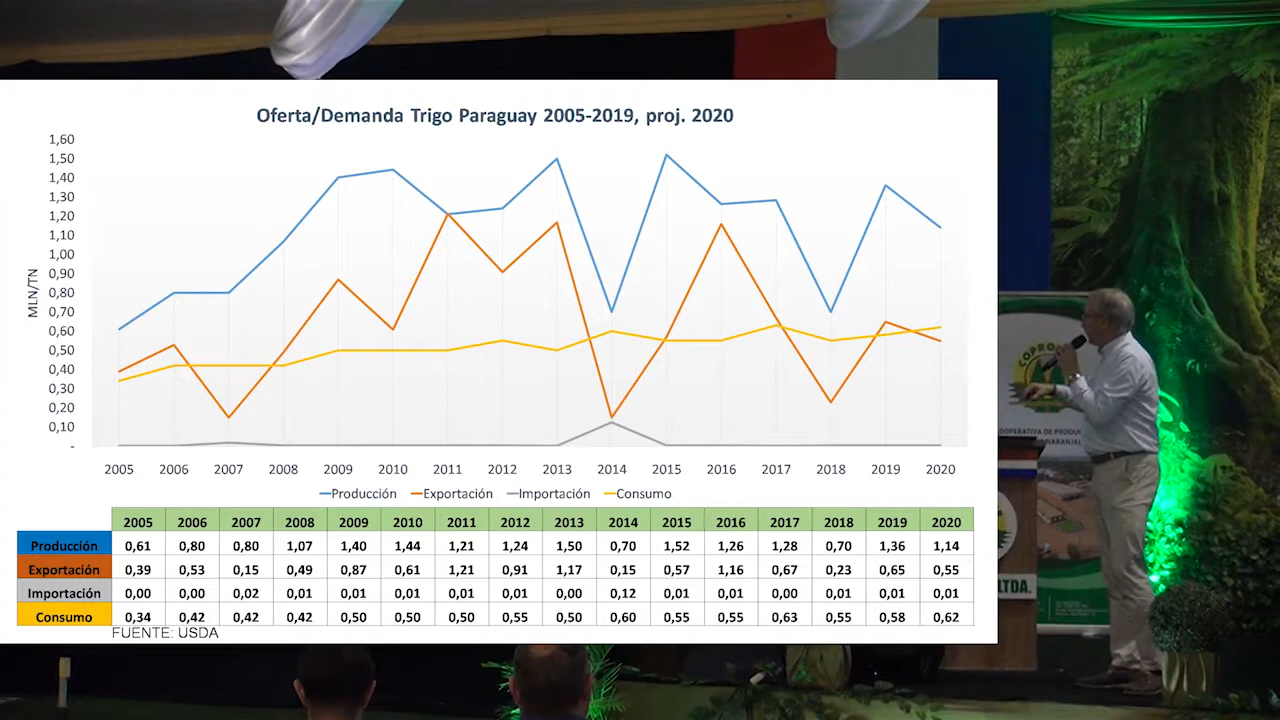 Oferta/Demanda Trigo Paraguay 2005-2019, proj. 2020
MLN/TN
1,60
1,50
1,40
1,30
1,20
1,10
1,00
0,90
0,80
0,70
0,60
0,50
0,40
0,30
0,20
0,10
-
2005 2006 2007 2008 2009 2010 2011 2012 2013 2014 2015 2016 2017 2018 2019 2020
Producción Exportación Importación Consumo
2005 2006 2007 2008 2009 2010 2011 2012 2013 2014 2015 2016 2017 2018 2019 2020
Producción 0,61 0,80 0,80 1,07 1,40 1,44 1,21 1,24 1,50 0,70 1,52 1,26 1,28 0,70 1,36 1,14
Exportación 0,39 0,53 0,15 0,49 0,87 0,61 1,21 0,91 1,17 0,15 0,57 1,16 0,67 0,23 0,65 0,55
Importación 0,00 0,00 0,02 0,01 0,01 0,01 0,01 0,01 0,00 0,12 0,01 0,01 0,00 0,01 0,01 0,01
Consumo 0,34 0,42 0,42 0,42 0,50 0,50 0,50 0,55 0,50 0,60 0,55 0,55 0,63 0,55 0,58 0,62
FUENTE: USDA
OOPERATIVA DE PRODUC
NARANJAL
LTDA.